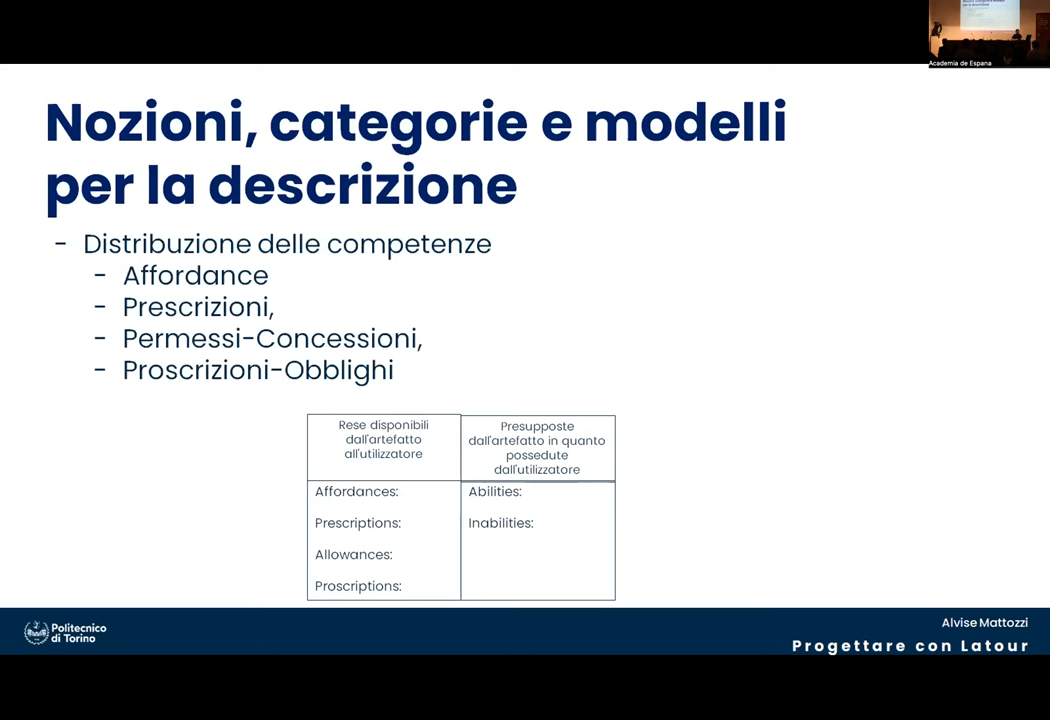 Academia de Espana
Nozioni, categorie e modelli
per la descrizione
- Distribuzione delle competenze
- Affordance
- Prescrizioni,
- Permessi-Concessioni,
- Proscrizioni-Obblighi
Rese disponibili
dall'artefatto
all'utilizzatore
Presupposte
dall'artefatto in quanto
possedute
dall'utilizzatore
Affordances:
Prescriptions:
Allowances:
Proscriptions:
Abilities:
Inabilities:
Politecnico
di Torino
Alvise Mattozzi
Progettare con Latour